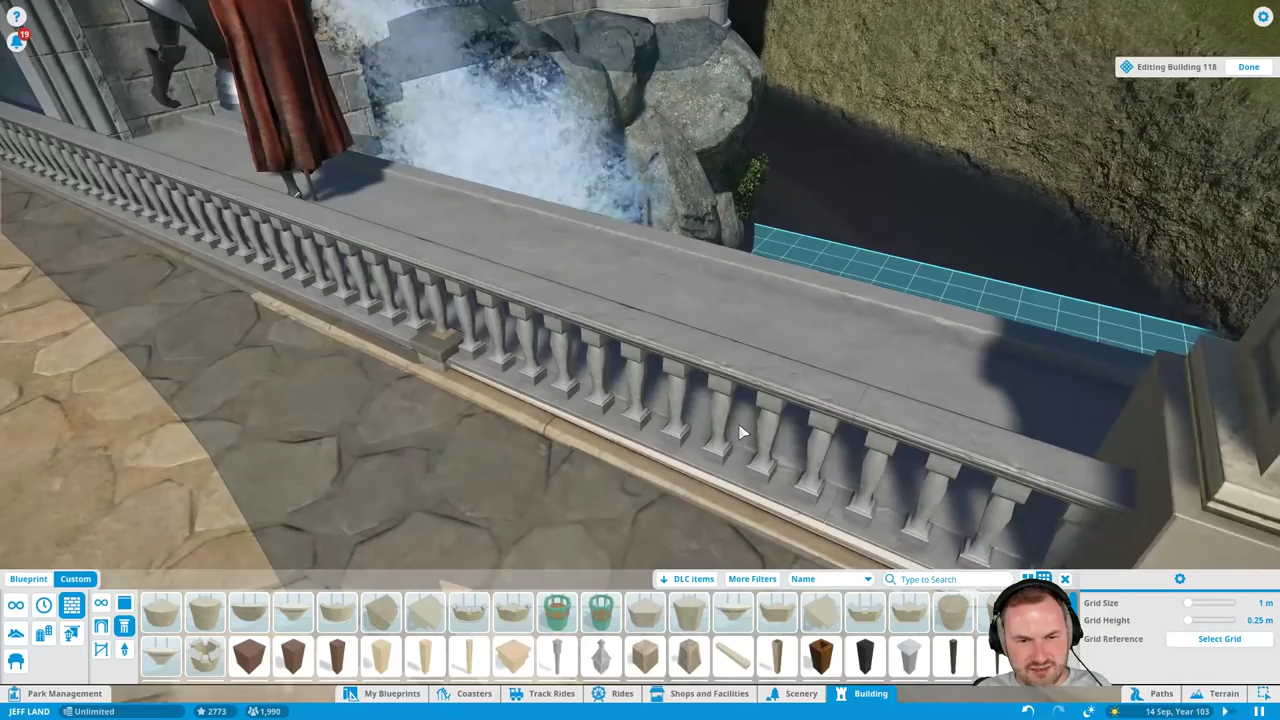 ?
19
Editing Building 118
Done
Blueprint
Custom
DLC items
More Filters
Name
Type to Search
Grid Size
1 m
Grid Height
0.25 m
Grid Reference
Select Grid
Park Management
My Blueprints
Coasters
Track Rides
Rides
Shops and Facilities
Scenery
Building
Paths
Terrain
JEFF LAND
Unlimited
2773
1,990
14 Sep, Year 103